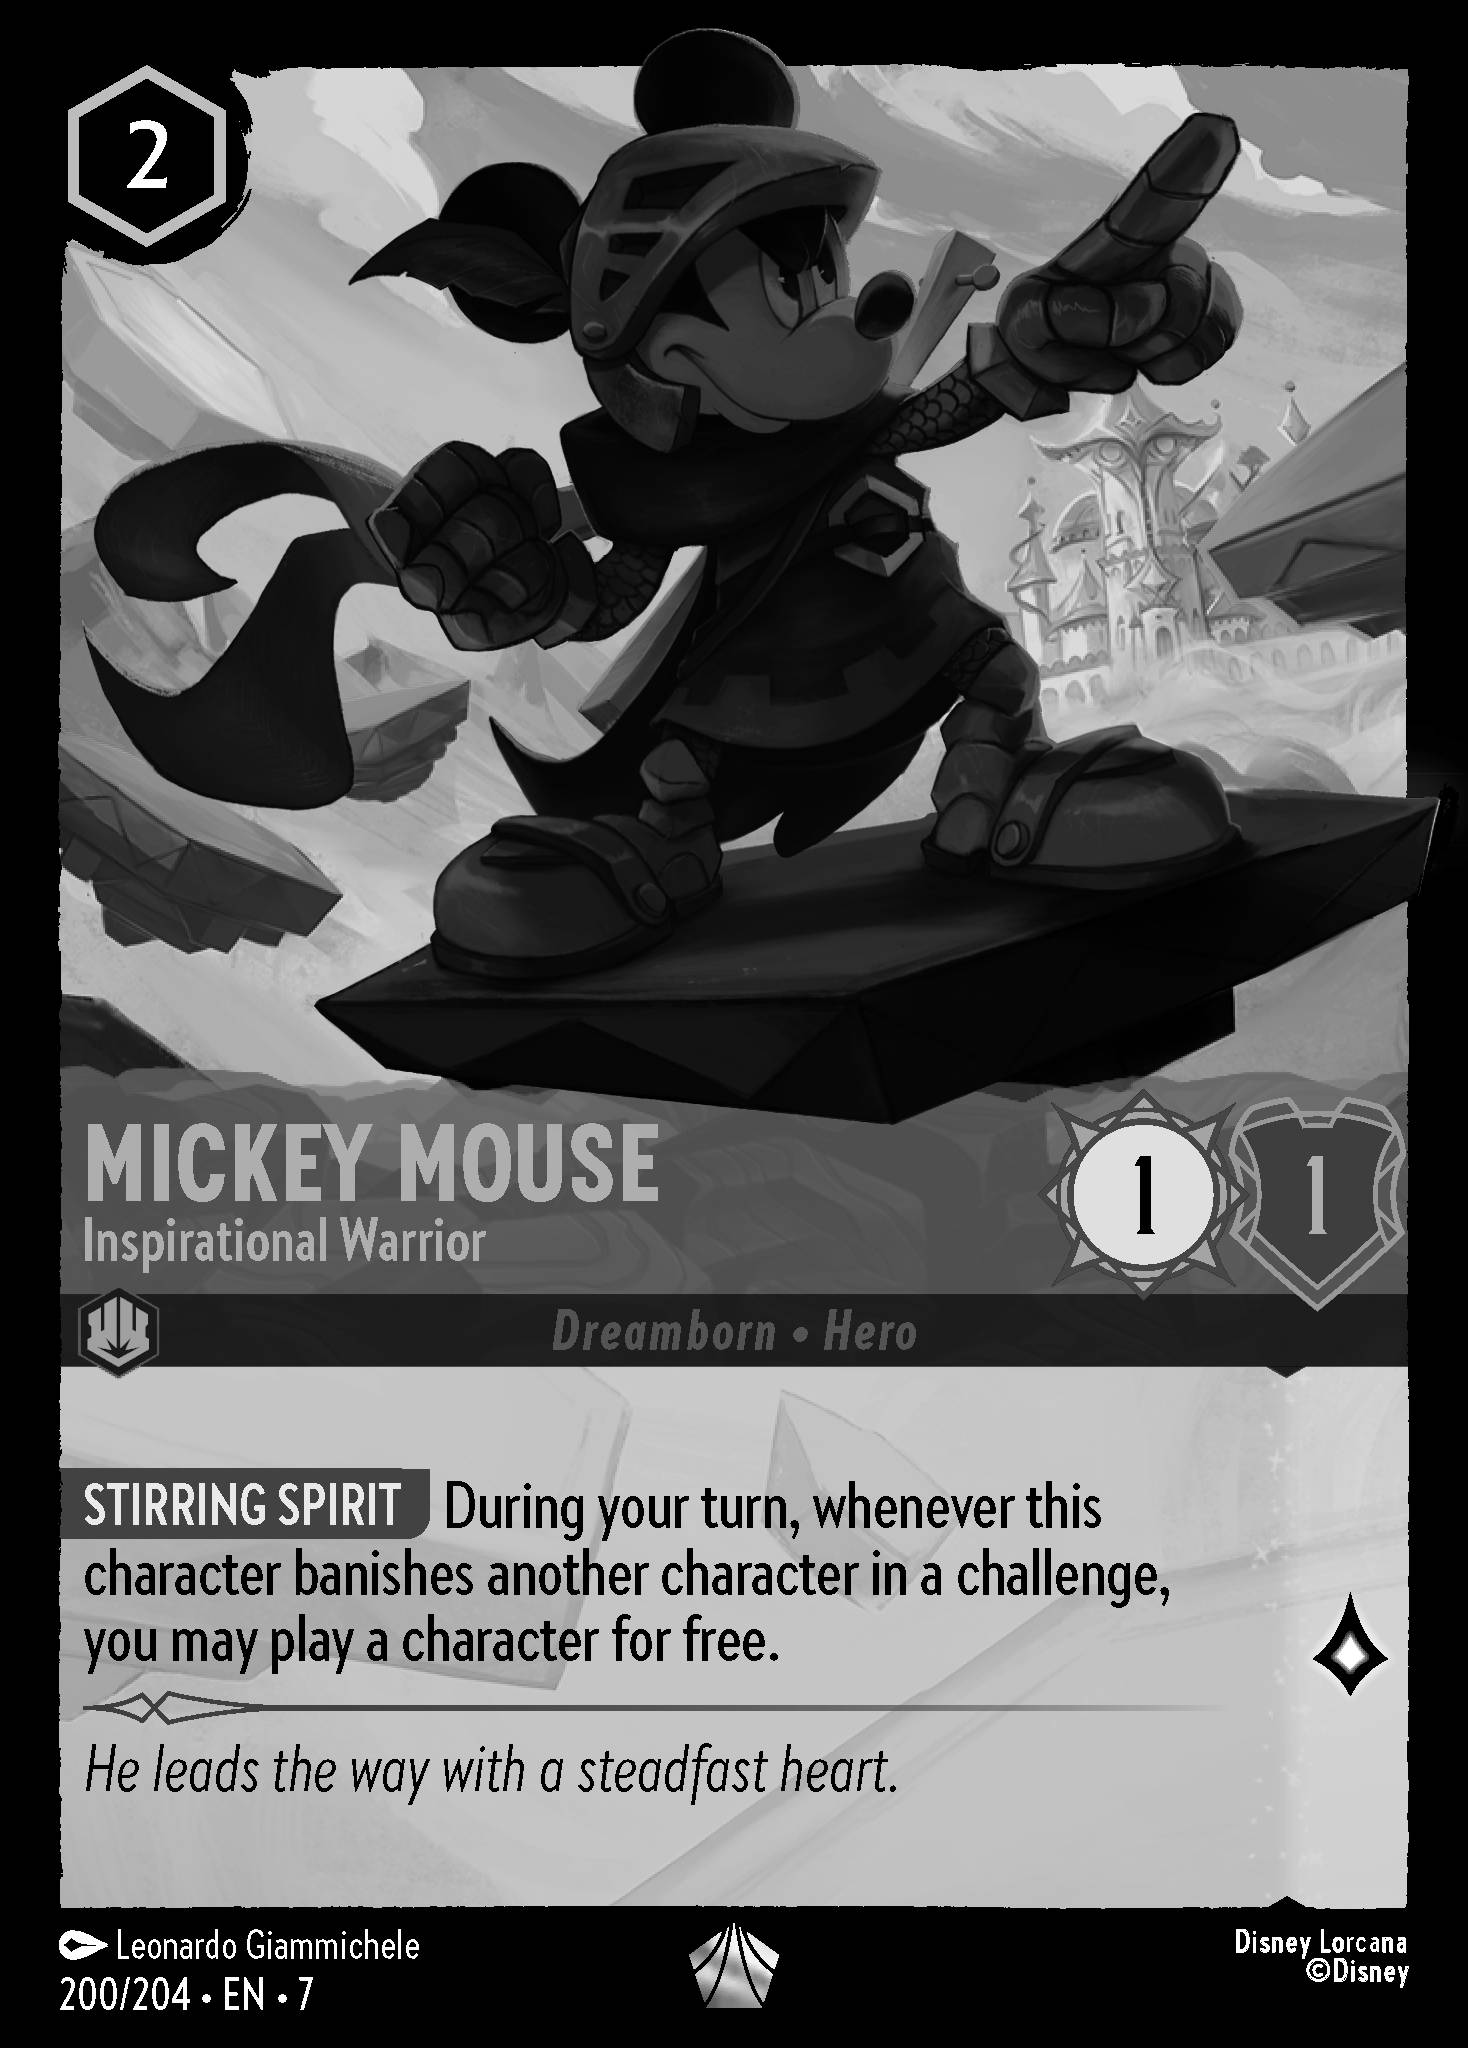 2
MICKEY MOUSE
Inspirational Warrior
1
1
Dreamborn • Hero
STIRRING SPIRIT During your turn, whenever this
character banishes another character in a challenge,
you may play a character for free.
He leads the way with a steadfast heart.
Leonardo Giammichele
200/204 • EN • 7
Disney Lorcana
©Disney